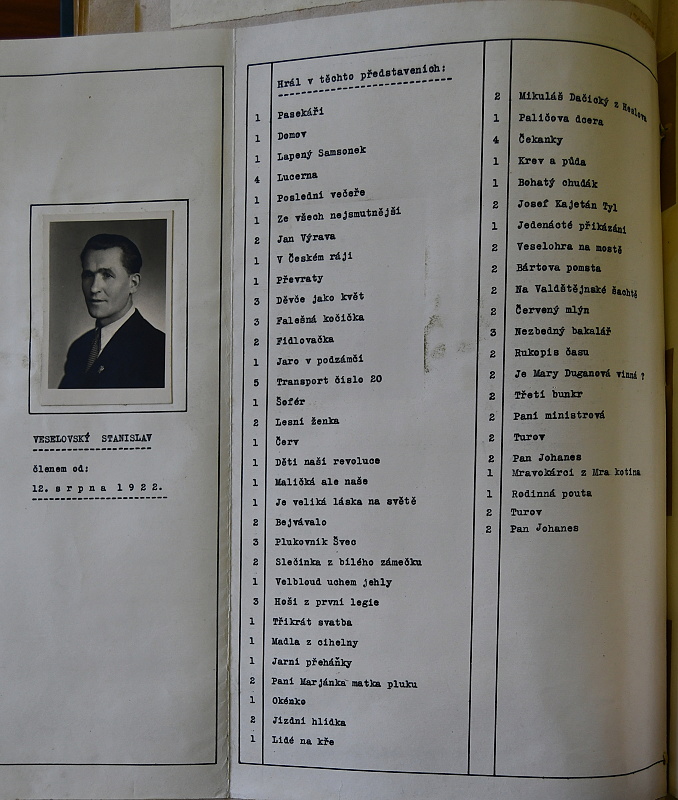 VESELOVSKÝ STANISLAV
členem od:
12. srpna 1922.
Hrál v těchto představeních:
1 Pasekáři
1 Domov
1 Lapený Samsonek
4 Lucerna
1 Poslední večeře
1 Ze všech nejsmutnější
2 Jan Výrava
1 V Českém ráji
1 Převraty
3 Děvče jako květ
3 Falešná kočička
2 Fidlovačka
1 Jaro v podzámčí
5 Transport číslo 20
1 Šofér
2 Lesní ženka
1 Červ
1 Děti naší revoluce
1 Maličká ale naše
1 Je veliká láska na světě
2 Bejvávalo
3 Plukovník Švec
2 Slečinka z bílého zámečku
1 Velbloud uchem jehly
3 Hoši z první legie
1 Třikrát svatba
1 Madla z cihelny
1 Jarní přeháňky
2 Paní Marjánka matka pluku
1 Okénko
2 Jízdní hlídka
1 Lidé na kře
2 Mikuláš Dačický z Heslova
1 Paličova dcera
4 Čekanky
1 Krev a půda
1 Bohatý chuďák
2 Josef Kajetán Tyl
1 Jedenácté přikázání
2 Veselohra na mostě
2 Bártova pomsta
2 Na Valdštějnské šachtě
2 Červený mlýn
3 Nezbedný bakalář
2 Rukopis času
2 Je Mary Duganová vinna ?
2 Třetí bunkr
2 Paní ministrová
2 Turov
2 Pan Johanes
1 Mravokárci z Mra kotína
1 Rodinná pouta
2 Turov
2 Pan Johanes